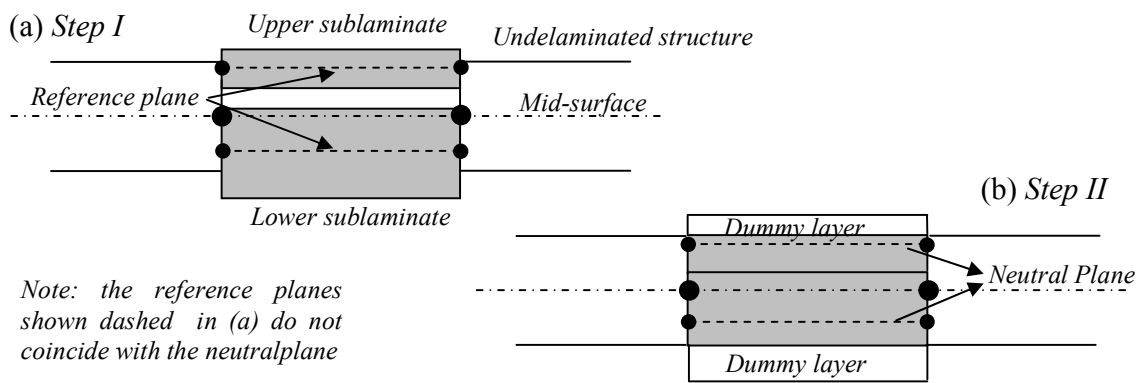 (a) Step I
Upper sublaminate
Undelaminated structure
Reference plane
Mid-surface
Lower sublaminate
(b) Step II
Dummy layer
Neutral Plane
Dummy layer
Note: the reference planes
shown dashed in (a) do not
coincide with the neutralplane